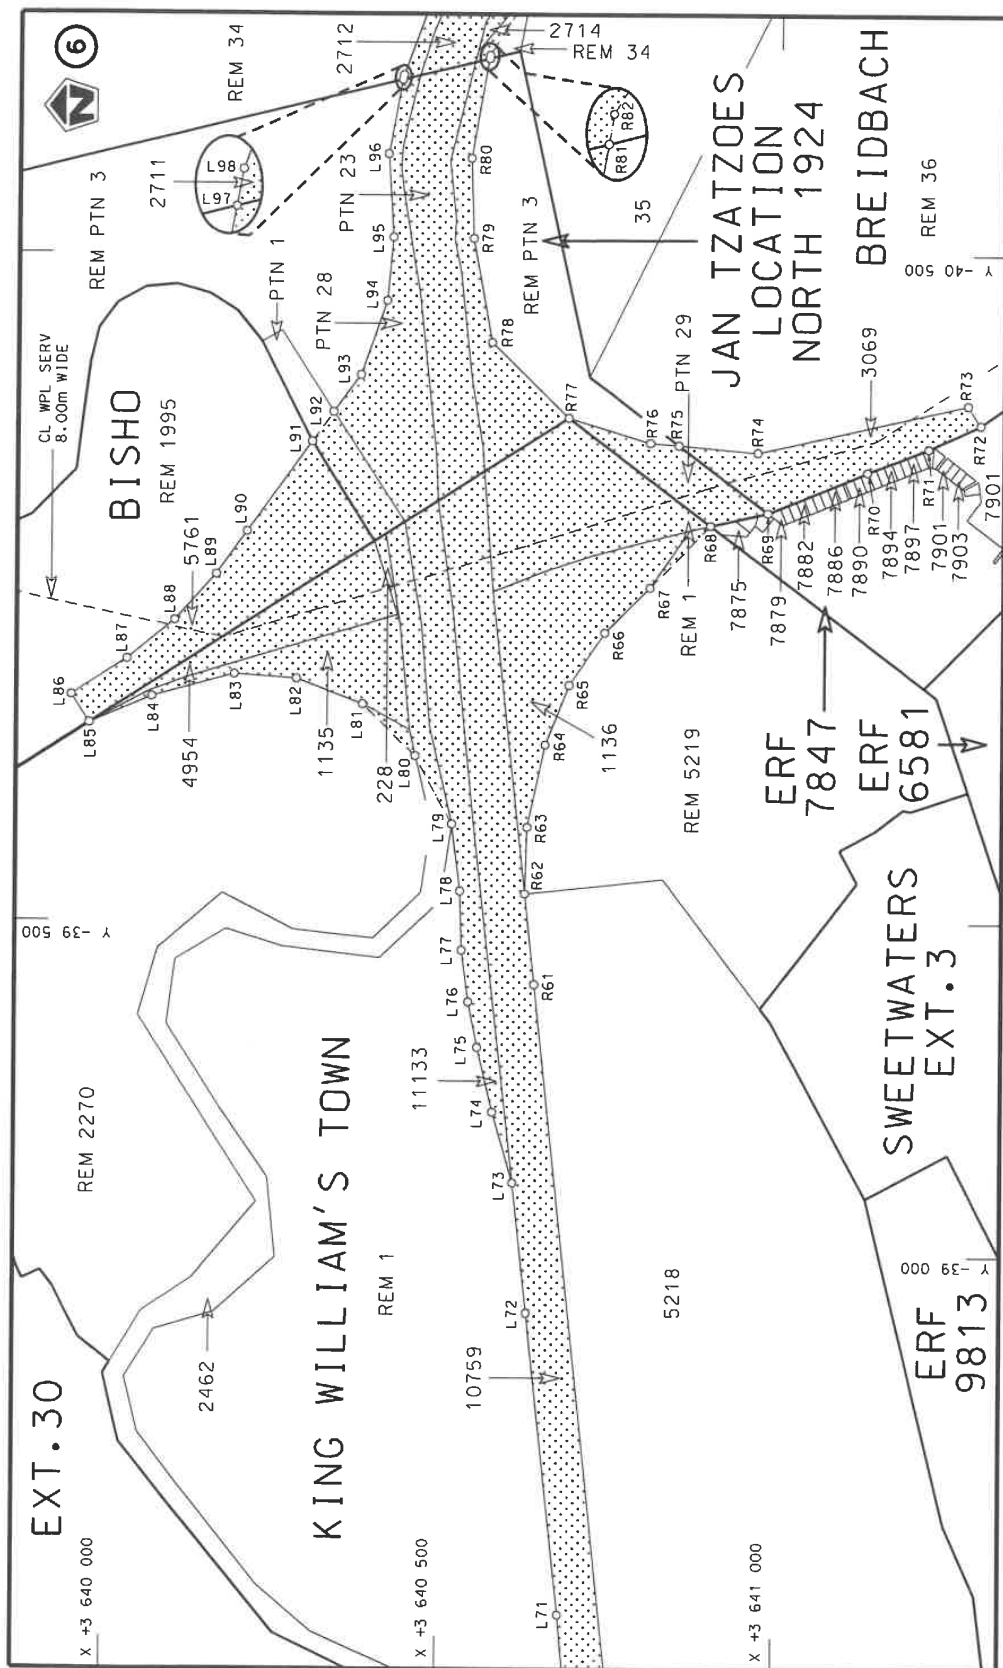 EXT.30
REM 2270
2462
KING WILLIAM'S TOWN
REM 1
11133
10759
5218
X +3 640 000
X +3 640 500
X +3 641 000
Y -39 000
Y -39 500
Y -40 500
ERF
9813
SWEETWATERS
EXT.3
ERF
6581
ERF
7847
REM 5219
REM 1
1136
1135
228
4954
5761
CL WPL SERV
8.00m WIDE
BISHO
REM 1995
PTN 1
PTN 28
PTN 23
REM PTN 3
2711
REM 34
2712
2714
REM 34
N
6
REM PTN 3
35
JAN TZATZOES
LOCATION
NORTH 1924
BREIDBACH
REM 36
PTN 29
3069
7875
7879
7882
7886
7890
7894
7897
7901
7903
7901
L71
L72
L73
L74
L75
L76
L77
L78
L79
L80
L81
L82
L83
L84
L85
L86
L87
L88
L89
L90
L91
L92
L93
L94
L95
L96
L97
L98
R61
R62
R63
R64
R65
R66
R67
R68
R69
R70
R71
R72
R73
R74
R75
R76
R77
R78
R79
R80
R81
R82